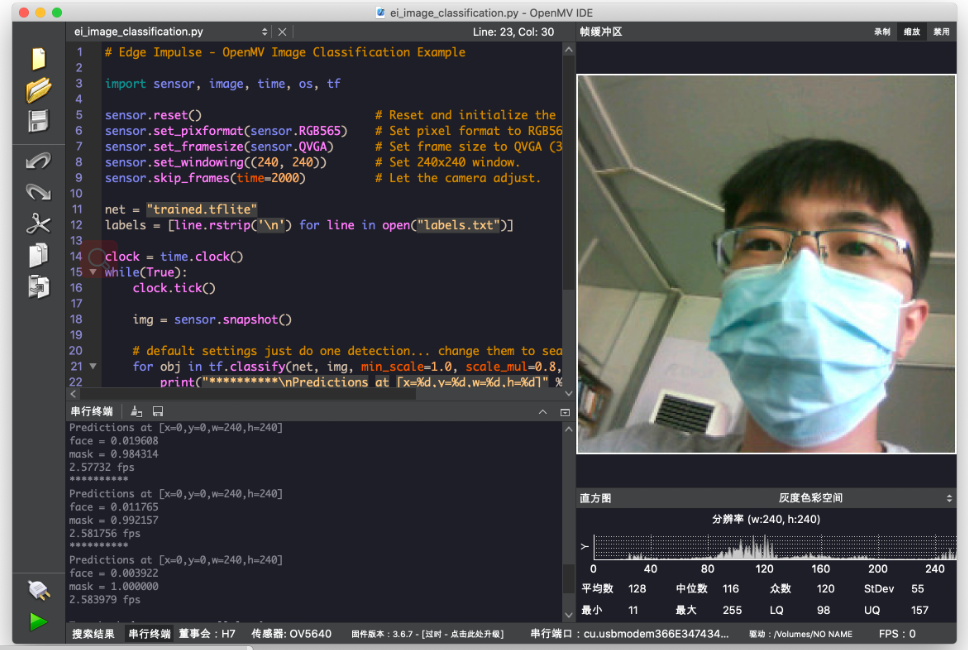 ei_image_classification.py - OpenMV IDE
ei_image_classification.py
Line: 23, Col: 30
帧缓冲区
录制 缩放 禁用
1 # Edge Impulse - OpenMV Image Classification Example
2
3 import sensor, image, time, os, tf
4
5 sensor.reset() # Reset and initialize the
6 sensor.set_pixformat(sensor.RGB565) # Set pixel format to RGB56
7 sensor.set_framesize(sensor.QVGA) # Set frame size to QVGA (3
8 sensor.set_windowing((240, 240)) # Set 240x240 window.
9 sensor.skip_frames(time=2000) # Let the camera adjust.
10
11 net = "trained.tflite"
12 labels = [line.rstrip('\n') for line in open("labels.txt")]
13
14 clock = time.clock()
15 while(True):
16 clock.tick()
17
18 img = sensor.snapshot()
19
20 # default settings just do one detection... change them to sea
21 for obj in tf.classify(net, img, min_scale=1.0, scale_mul=0.8,
22 print("**********\nPredictions at [x=%d,y=%d,w=%d,h=%d]" %
串行终端
Predictions at [x=0,y=0,w=240,h=240]
face = 0.019608
mask = 0.984314
2.57732 fps
**********
Predictions at [x=0,y=0,w=240,h=240]
face = 0.011765
mask = 0.992157
2.581756 fps
**********
Predictions at [x=0,y=0,w=240,h=240]
face = 0.003922
mask = 1.000000
2.583979 fps
直方图 灰度色彩空间
分辨率 (w:240, h:240)
Y
0 40 80 120 160 200 240
平均数 128 中位数 116 众数 120 StDev 55
最小 11 最大 255 LQ 98 UQ 157
搜索结果 串行终端 董事会：H7 传感器: OV5640 固件版本：3.6.7 - [过时 - 点击此处升级] 串行端口：cu.usbmodem366E347434... 驱动：/Volumes/NO NAME FPS：0